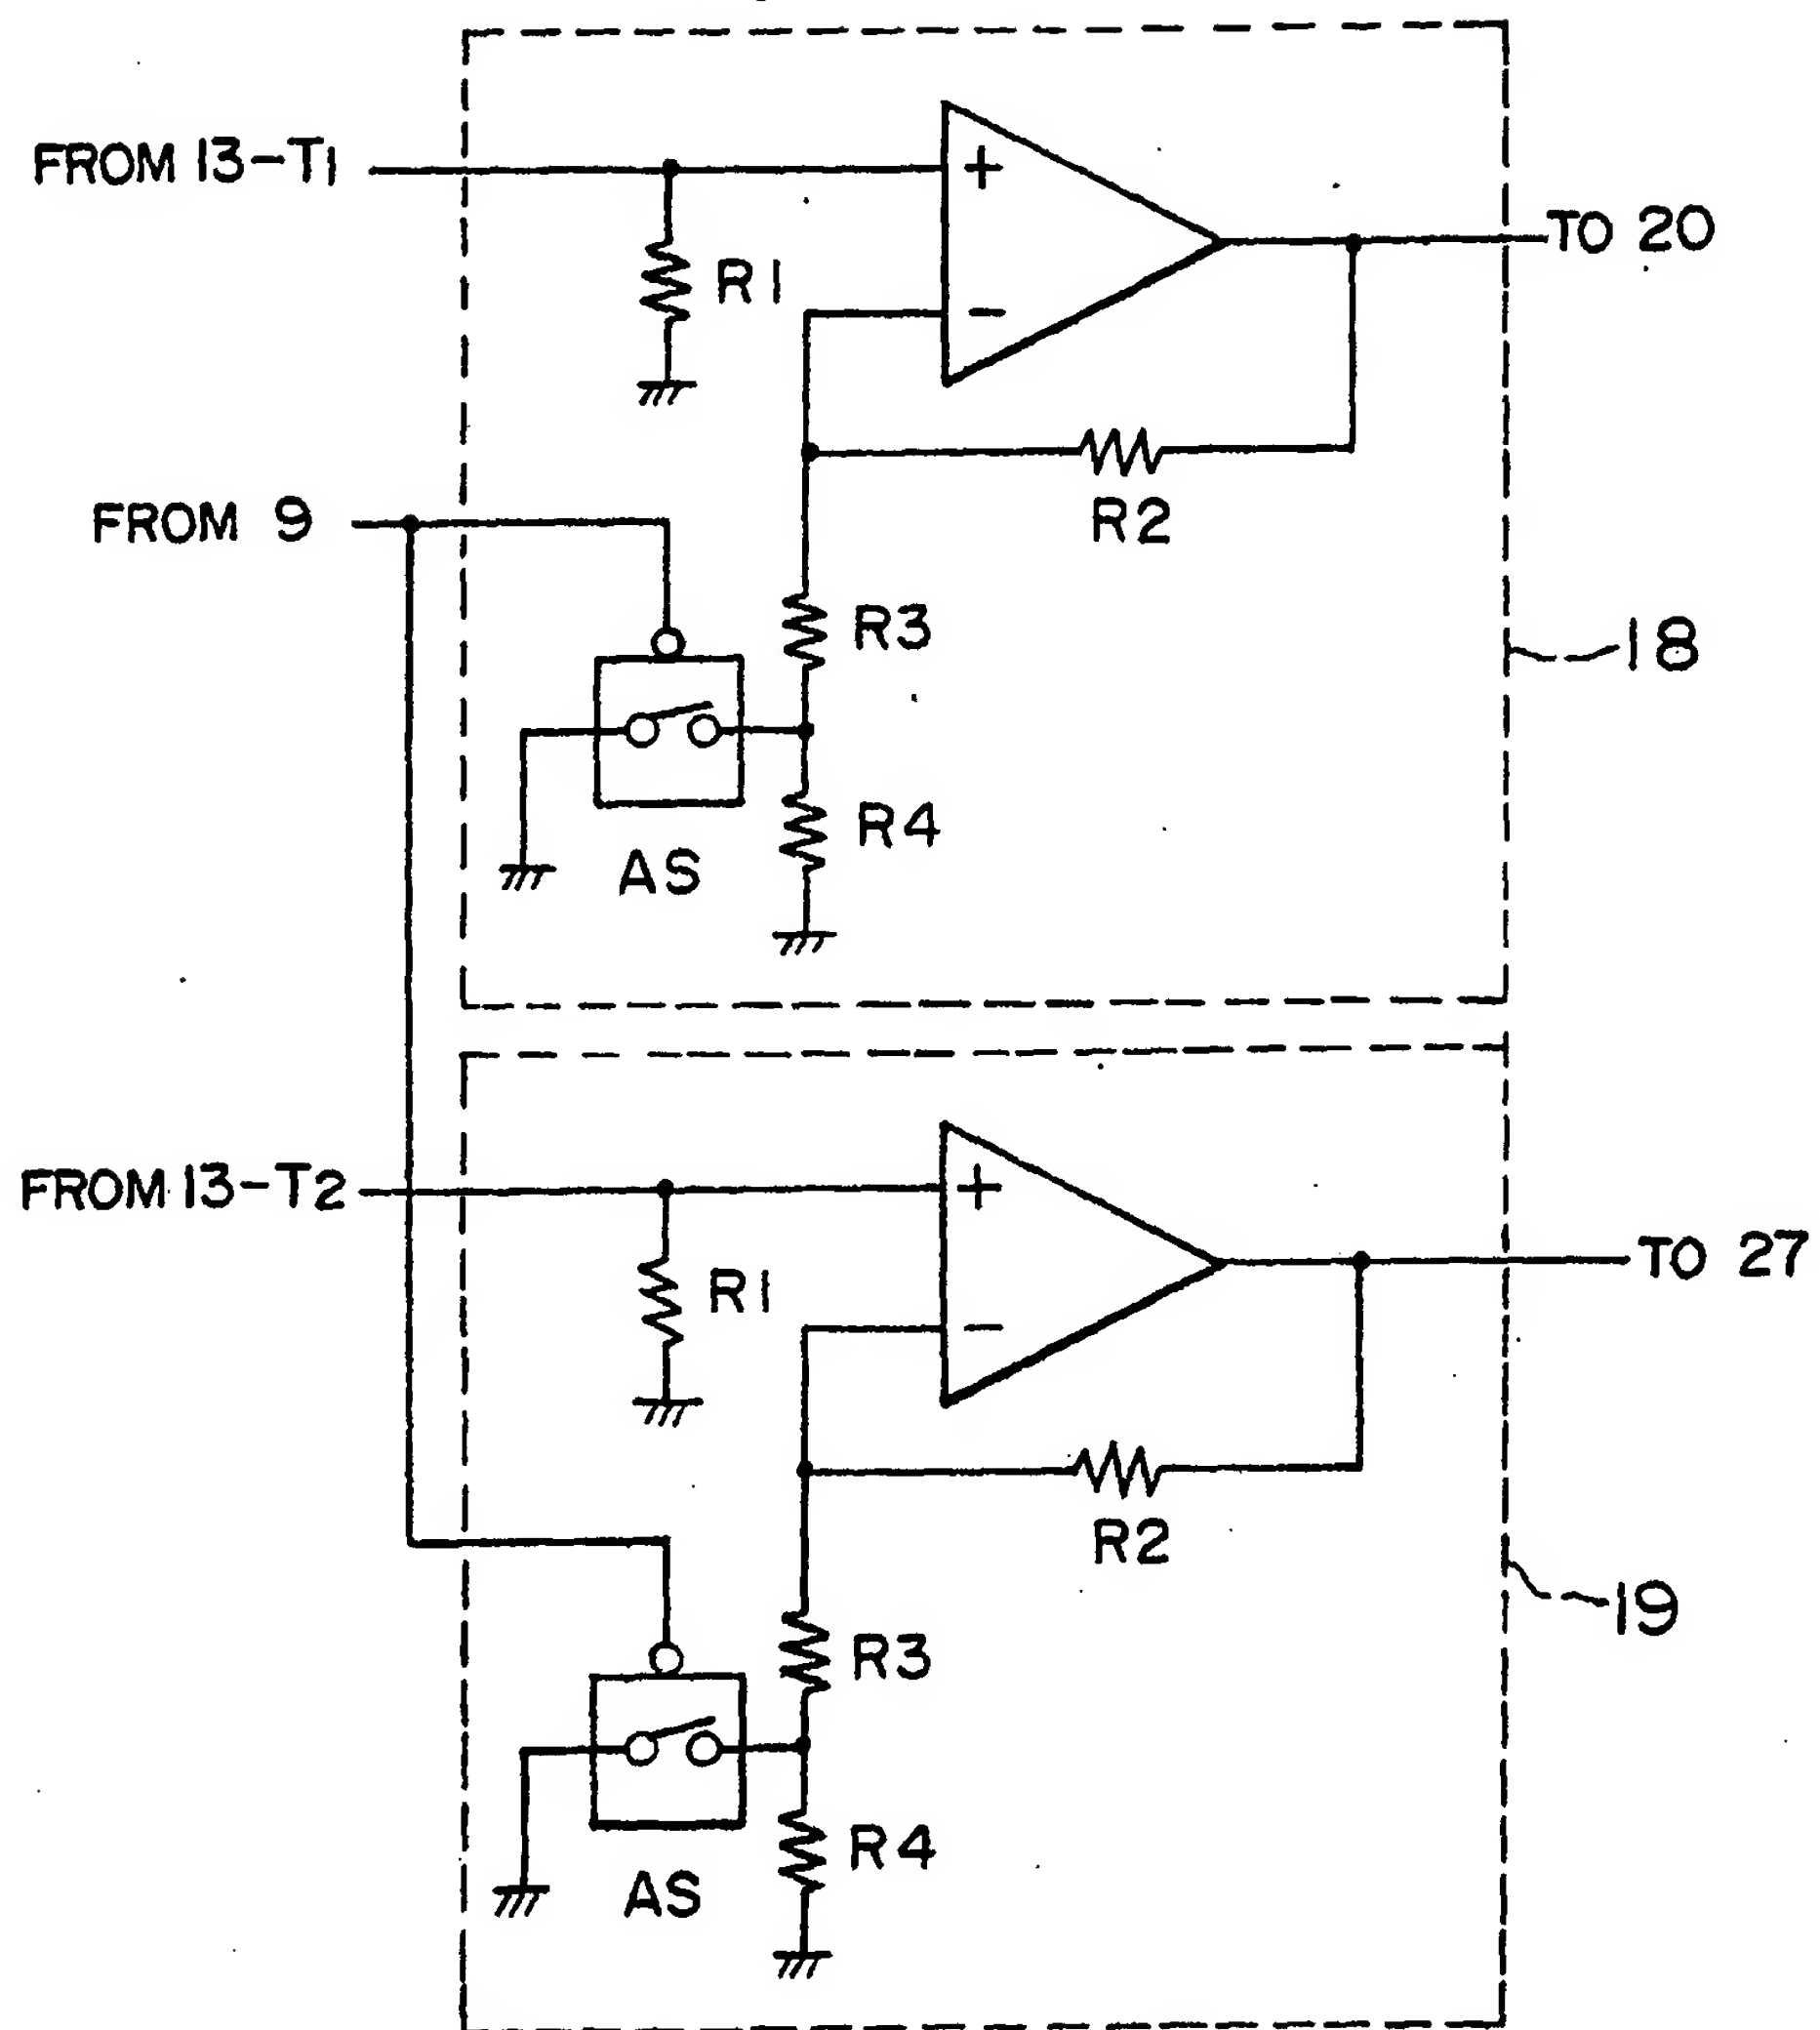 FROM 13-T1
+
R1
−
TO 20
R2
FROM 9
R3
18
R4
AS
FROM 13-T2
+
R1
−
TO 27
R2
R3
19
R4
AS